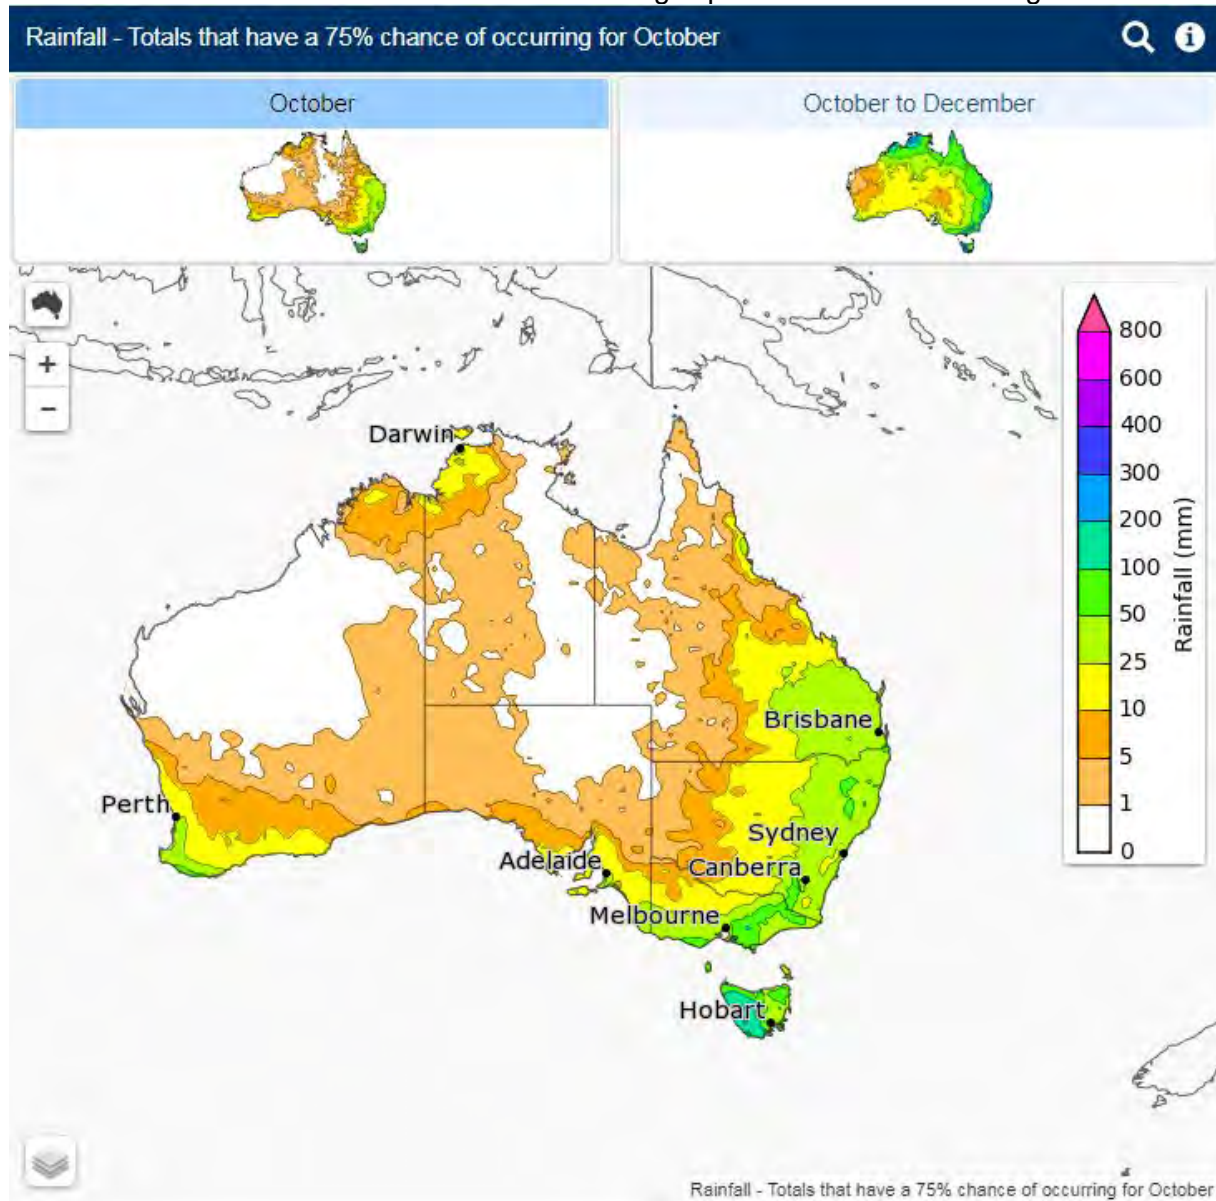 Rainfall - Totals that have a 75% chance of occurring for October
October
October to December
+
−
Darwin
Brisbane
Perth
Sydney
Adelaide
Canberra
Melbourne
Hobart
800
600
400
300
200
100
50
25
10
5
1
0
Rainfall (mm)
Rainfall - Totals that have a 75% chance of occurring for October